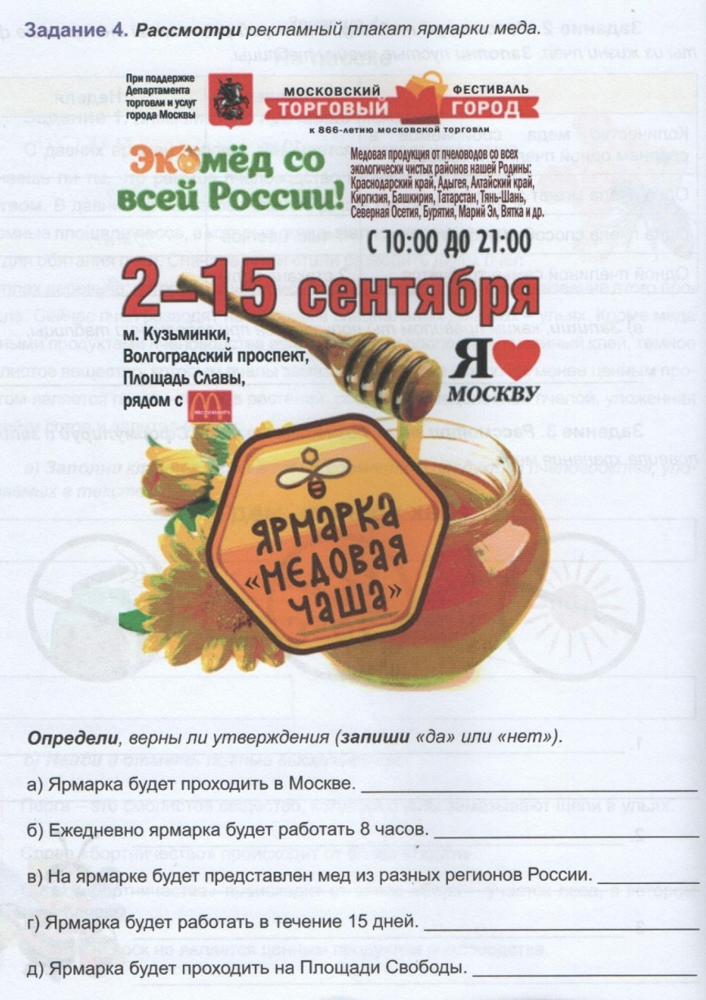 Задание 4. Рассмотри рекламный плакат ярмарки меда.
При поддержке
Департамента
торговли и услуг
города Москвы
МОСКОВСКИЙ ФЕСТИВАЛЬ
ТОРГОВЫЙ ГОРОД
к 866-летию московской торговли
ЭКОмёд со
всей России!
Медовая продукция от пчеловодов со всех
экологически чистых районов нашей Родины:
Краснодарский край, Адыгея, Алтайский край,
Киргизия, Башкирия, Татарстан, Тянь-Шань,
Северная Осетия, Бурятия, Марий Эл, Вятка и др.
С 10:00 ДО 21:00
2–15 сентября
м. Кузьминки,
Волгоградский проспект,
Площадь Славы,
рядом с
Я
МОСКВУ
ЯРМАРКА
«МЕДОВАЯ
ЧАША»
Определи, верны ли утверждения (запиши «да» или «нет»).
а) Ярмарка будет проходить в Москве.
б) Ежедневно ярмарка будет работать 8 часов.
в) На ярмарке будет представлен мед из разных регионов России.
г) Ярмарка будет работать в течение 15 дней.
д) Ярмарка будет проходить на Площади Свободы.